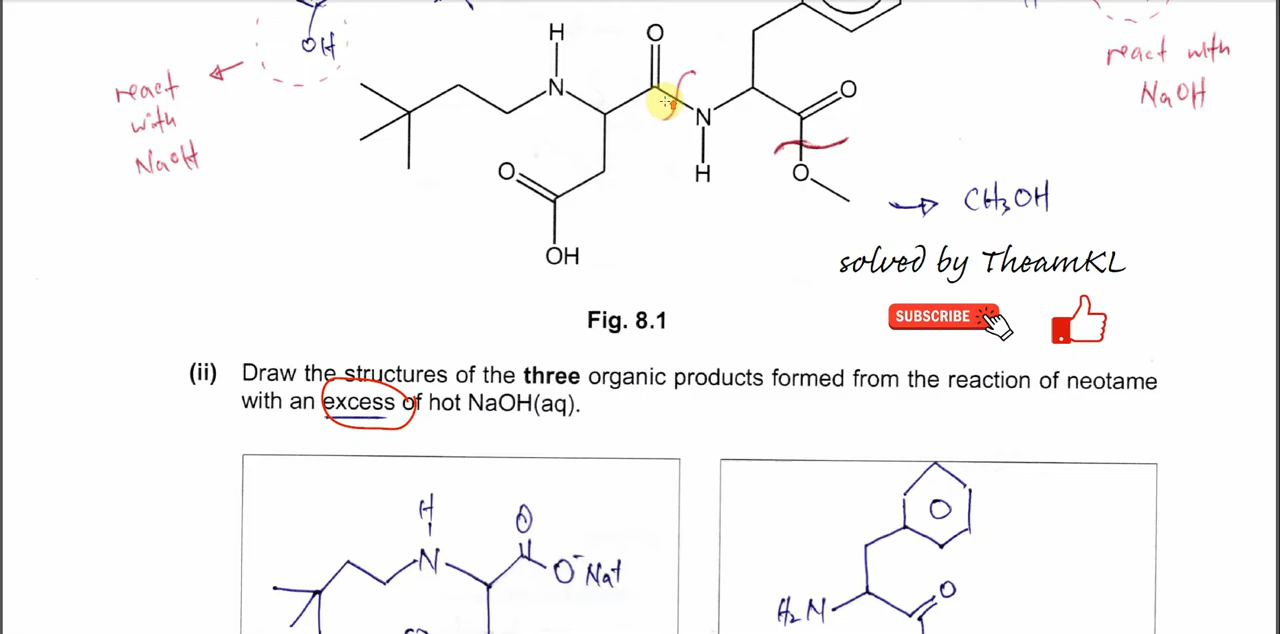 OH
H
O
react with
NaOH
react
with
NaOH
N
O
N
H
O
O
→ CH₃OH
OH
solved by TheamKL
SUBSCRIBE
Fig. 8.1
(ii) Draw the structures of the three organic products formed from the reaction of neotame
with an excess of hot NaOH(aq).
H
O
N
O⁻Na⁺
O
H₂N
O